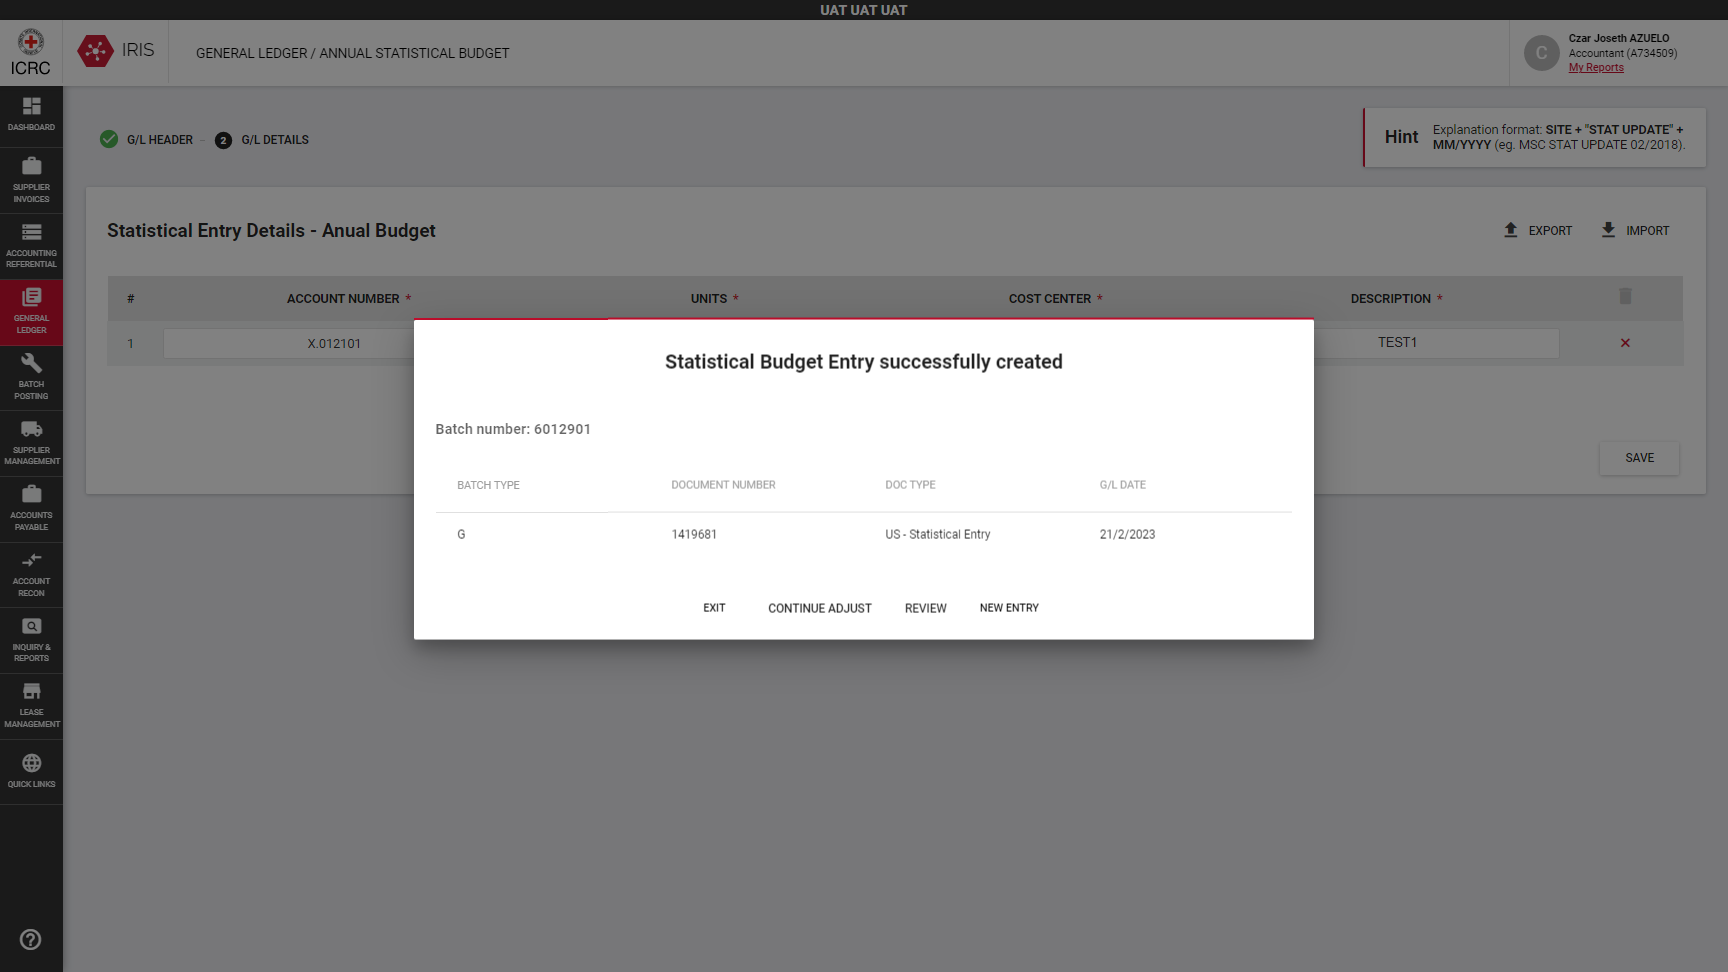 UAT UAT UAT
ICRC
IRIS
GENERAL LEDGER / ANNUAL STATISTICAL BUDGET
C
Czar Joseth AZUELO
Accountant (A734509)
My Reports
DASHBOARD
SUPPLIER
INVOICES
ACCOUNTING
REFERENTIAL
GENERAL
LEDGER
BATCH
POSTING
SUPPLIER
MANAGEMENT
ACCOUNTS
PAYABLE
ACCOUNT
RECON
INQUIRY &
REPORTS
LEASE
MANAGEMENT
QUICK LINKS
G/L HEADER - 2 G/L DETAILS
Hint
Explanation format: SITE + "STAT UPDATE" +
MM/YYYY (eg. MSC STAT UPDATE 02/2018).
Statistical Entry Details - Anual Budget
EXPORT
IMPORT
# ACCOUNT NUMBER * UNITS * COST CENTER * DESCRIPTION *
1 X.012101 TEST1
SAVE
Statistical Budget Entry successfully created
Batch number: 6012901
BATCH TYPE DOCUMENT NUMBER DOC TYPE G/L DATE
G 1419681 US - Statistical Entry 21/2/2023
EXIT CONTINUE ADJUST REVIEW NEW ENTRY